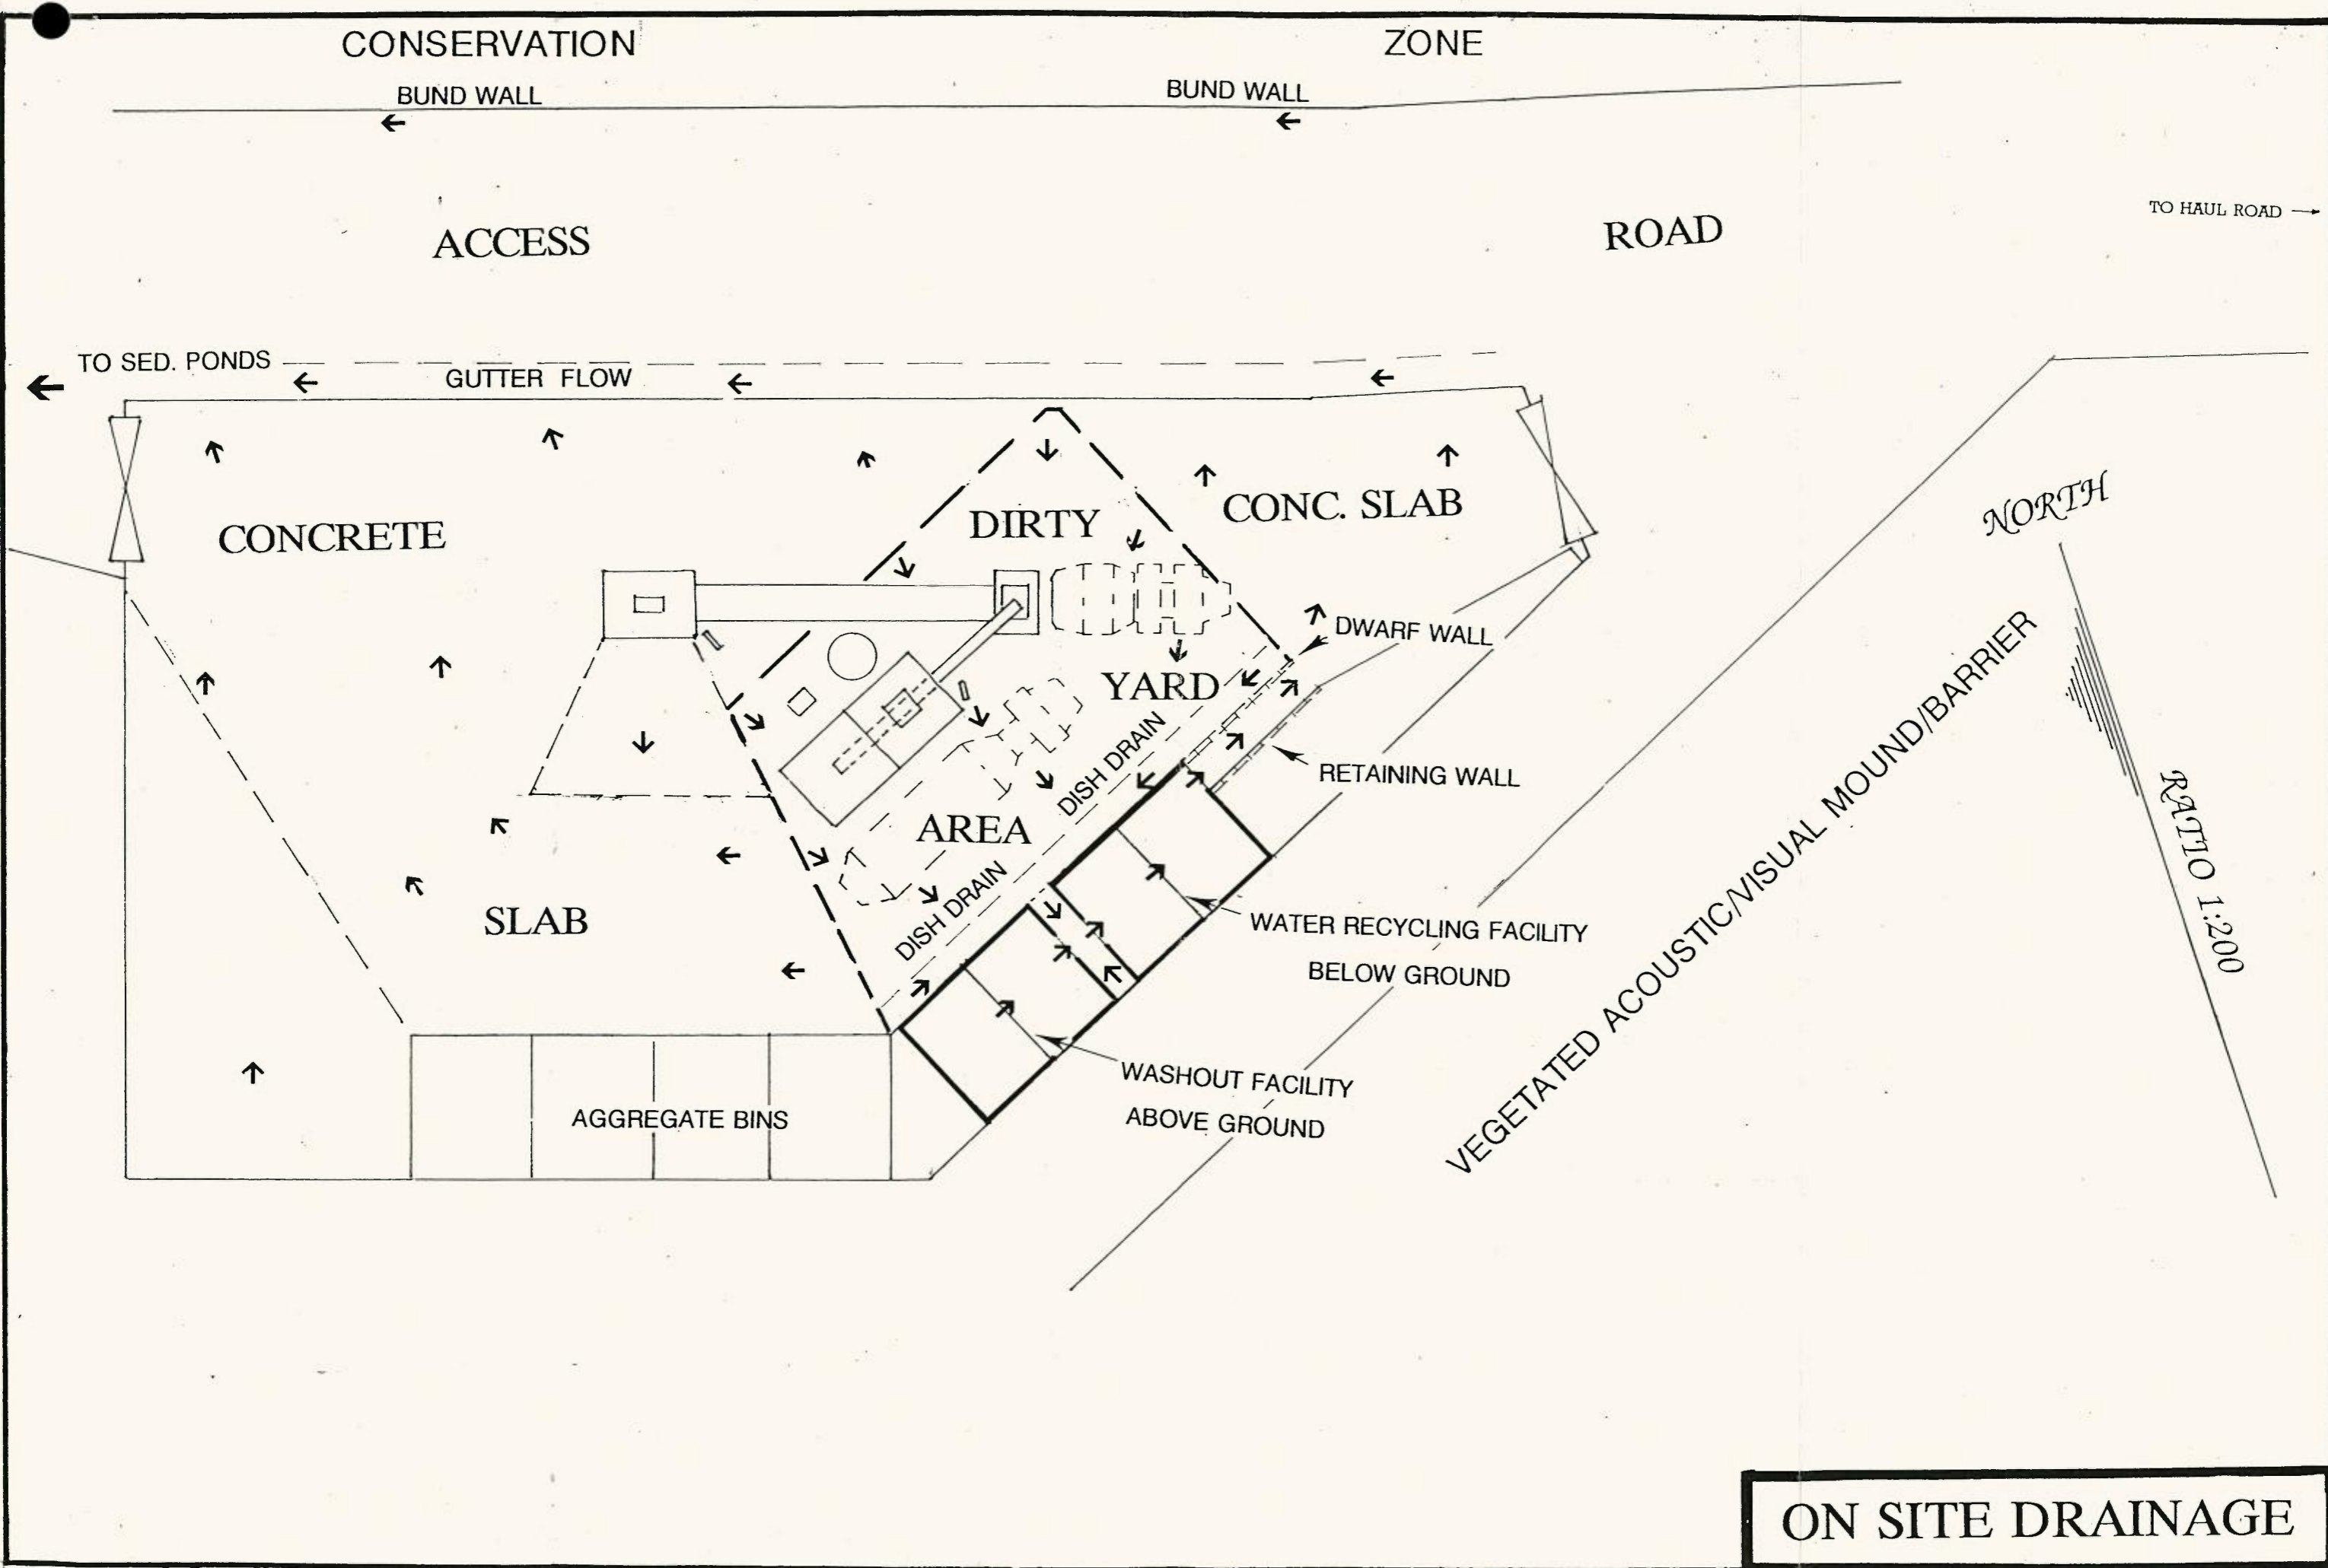 CONSERVATION ZONE
BUND WALL BUND WALL
ACCESS ROAD
TO HAUL ROAD
TO SED. PONDS
GUTTER FLOW
CONCRETE
DIRTY
CONC. SLAB
NORTH
DWARF WALL
YARD
DISH DRAIN
RETAINING WALL
AREA
DISH DRAIN
SLAB
WATER RECYCLING FACILITY
BELOW GROUND
VEGETATED ACOUSTIC/VISUAL MOUND/BARRIER
RATIO 1:200
WASHOUT FACILITY
ABOVE GROUND
AGGREGATE BINS
ON SITE DRAINAGE